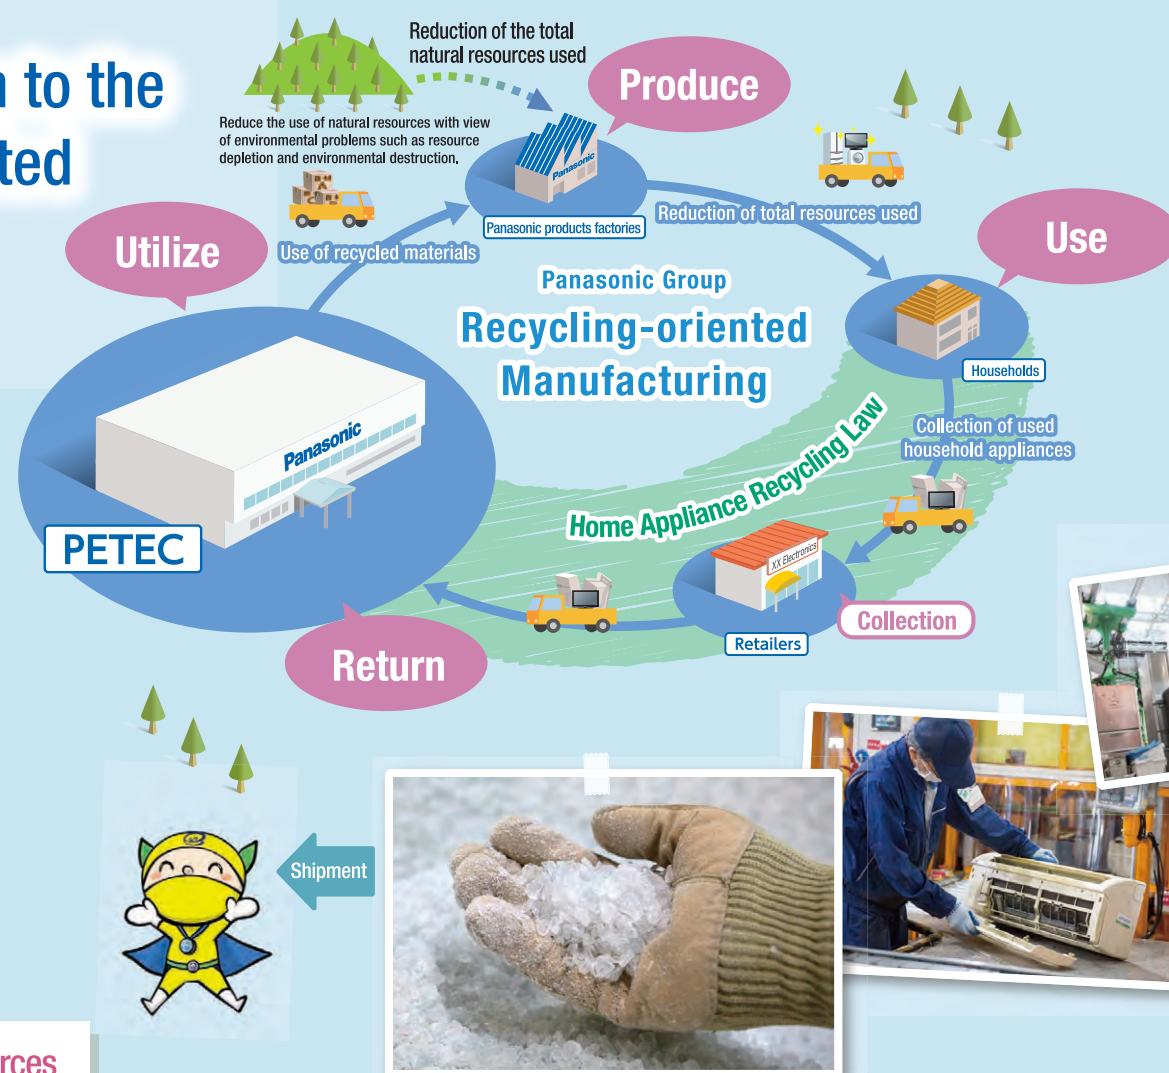 to the
Reduction of the total
natural resources used
Produce
Reduce the use of natural resources with view
of environmental problems such as resource
depletion and environmental destruction.
Panasonic
Panasonic products factories
Reduction of total resources used
Utilize
Use of recycled materials
Use
Panasonic Group
Recycling-oriented
Manufacturing
Households
Collection of used
household appliances
Panasonic
Home Appliance Recycling Law
PETEC
XX Electronics
Collection
Retailers
Return
Shipment